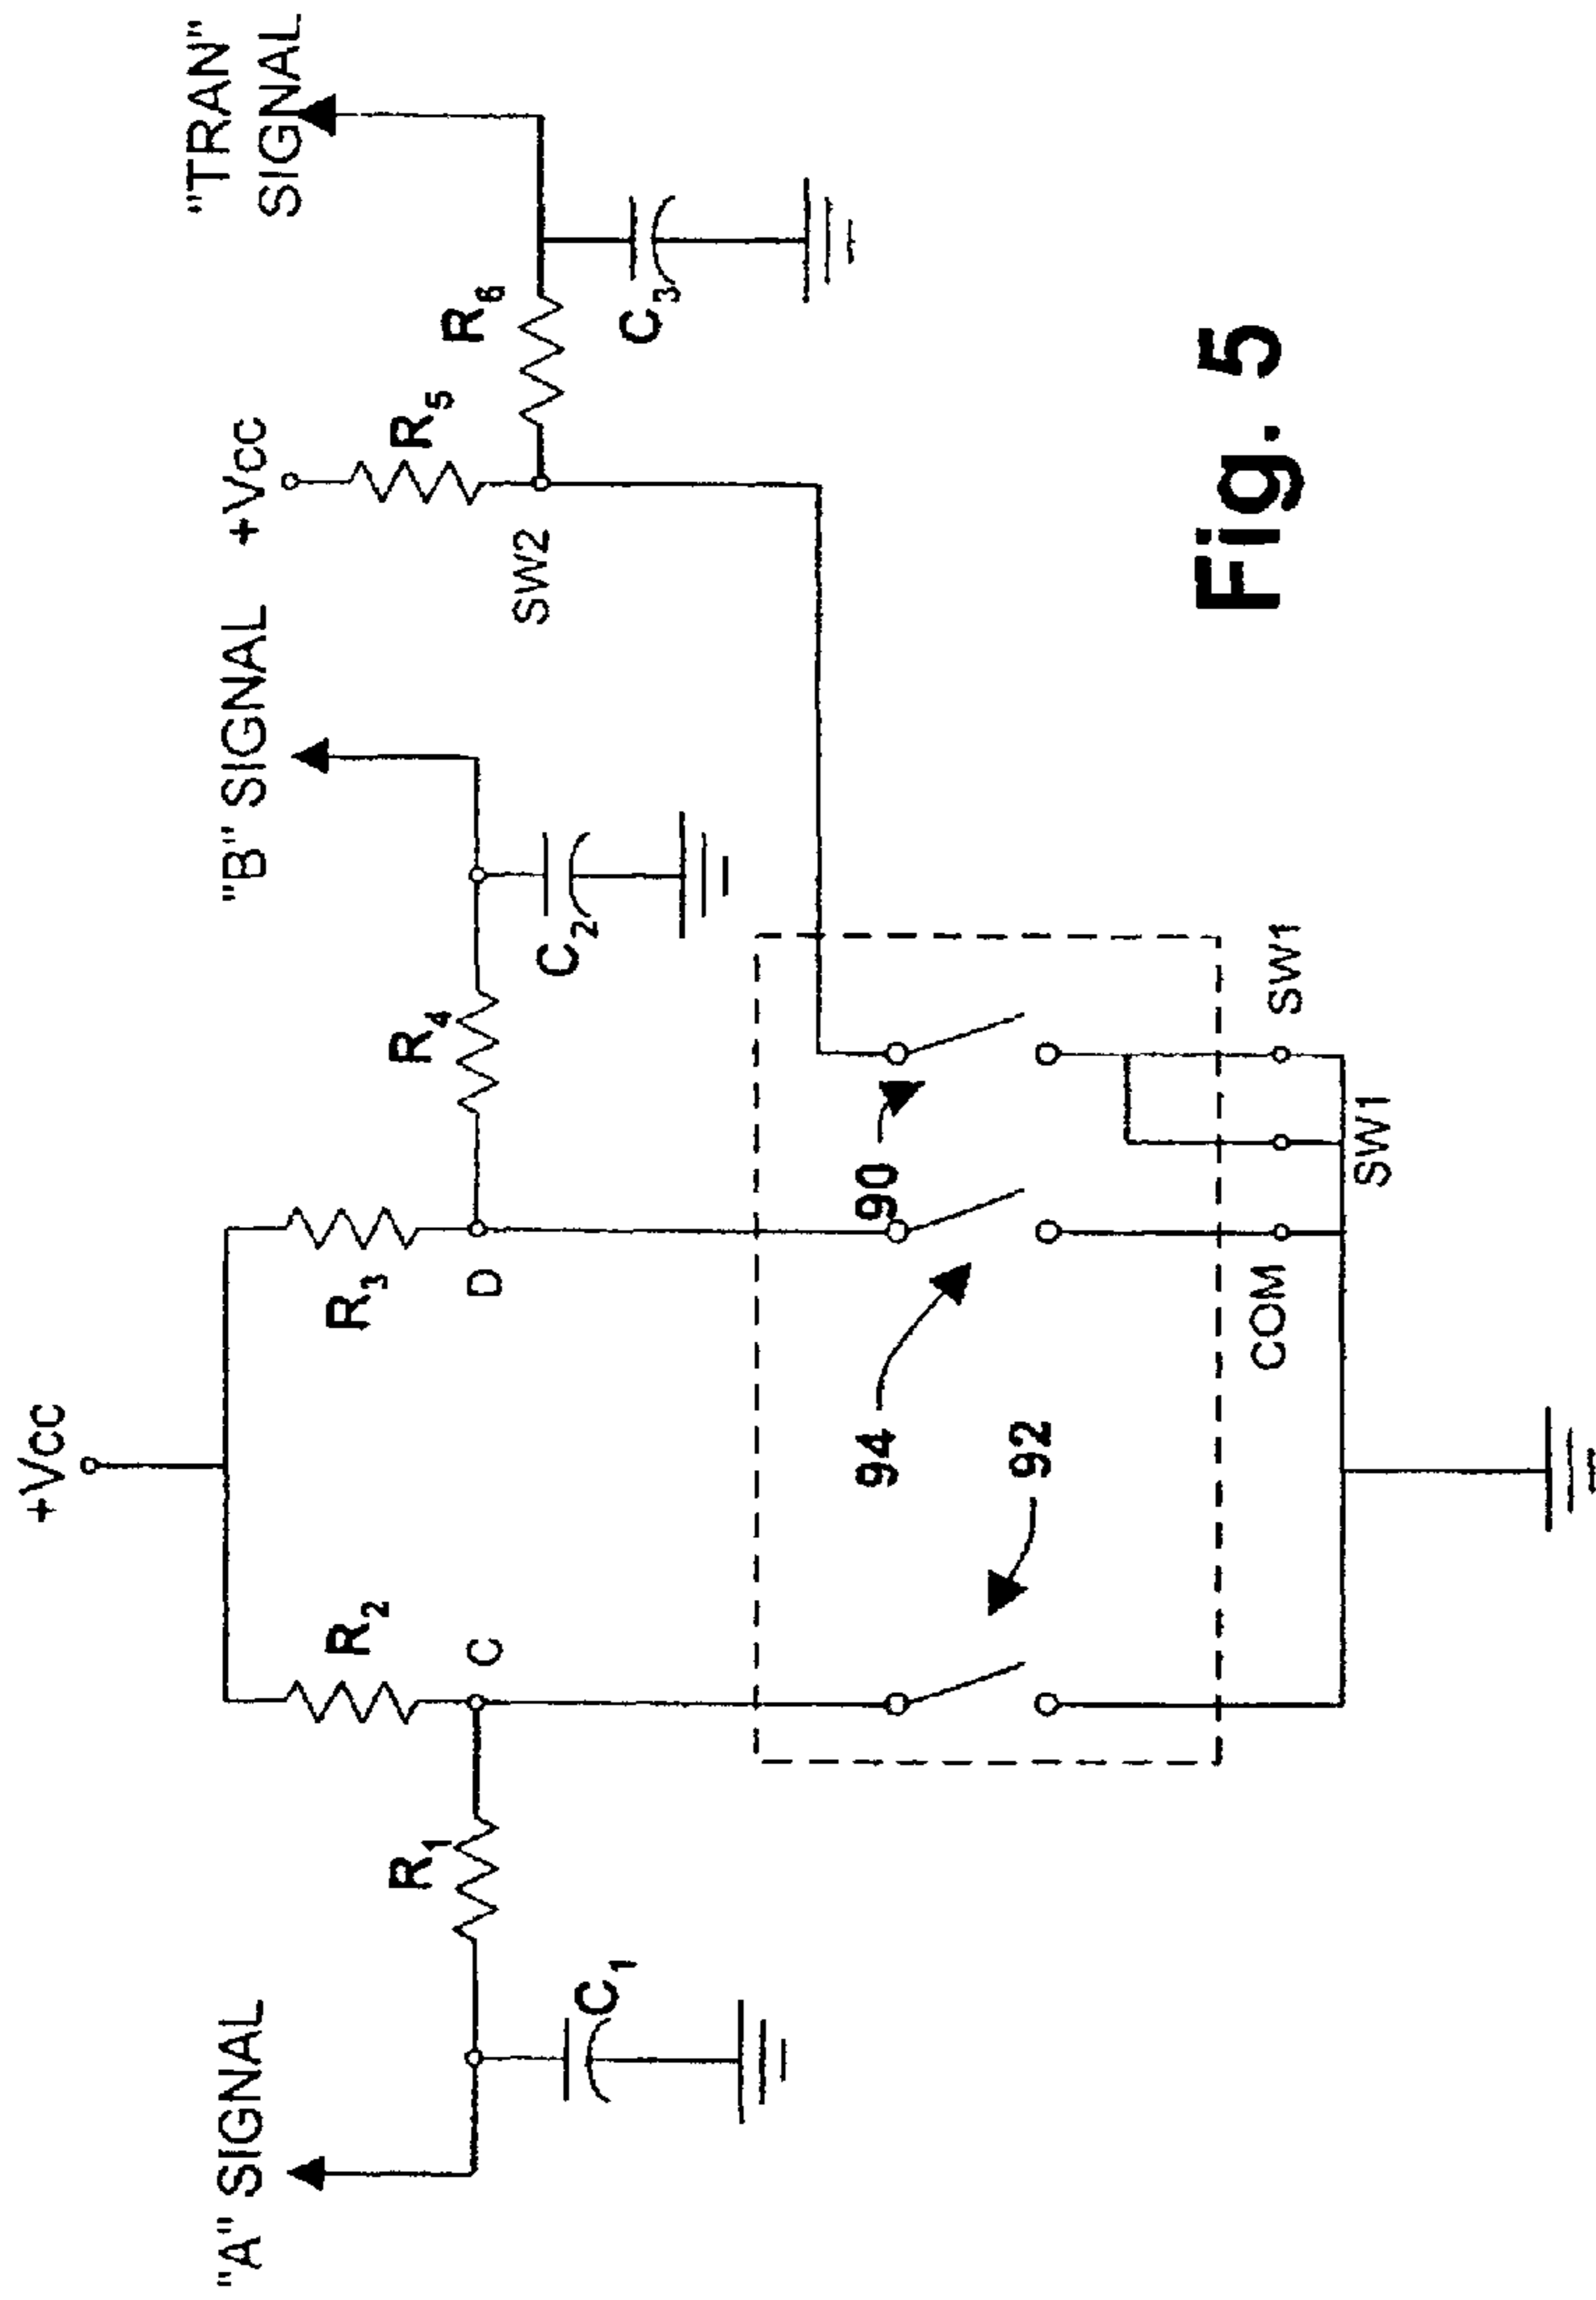 +Vcc
"A" SIGNAL
"B" SIGNAL
+Vcc
"TRAN"
SIGNAL
R2
R3
R1
R4
R5
R6
C
D
SW2
C1
C2
C3
94
90
92
COM
SW1
SW1
Fig. 5